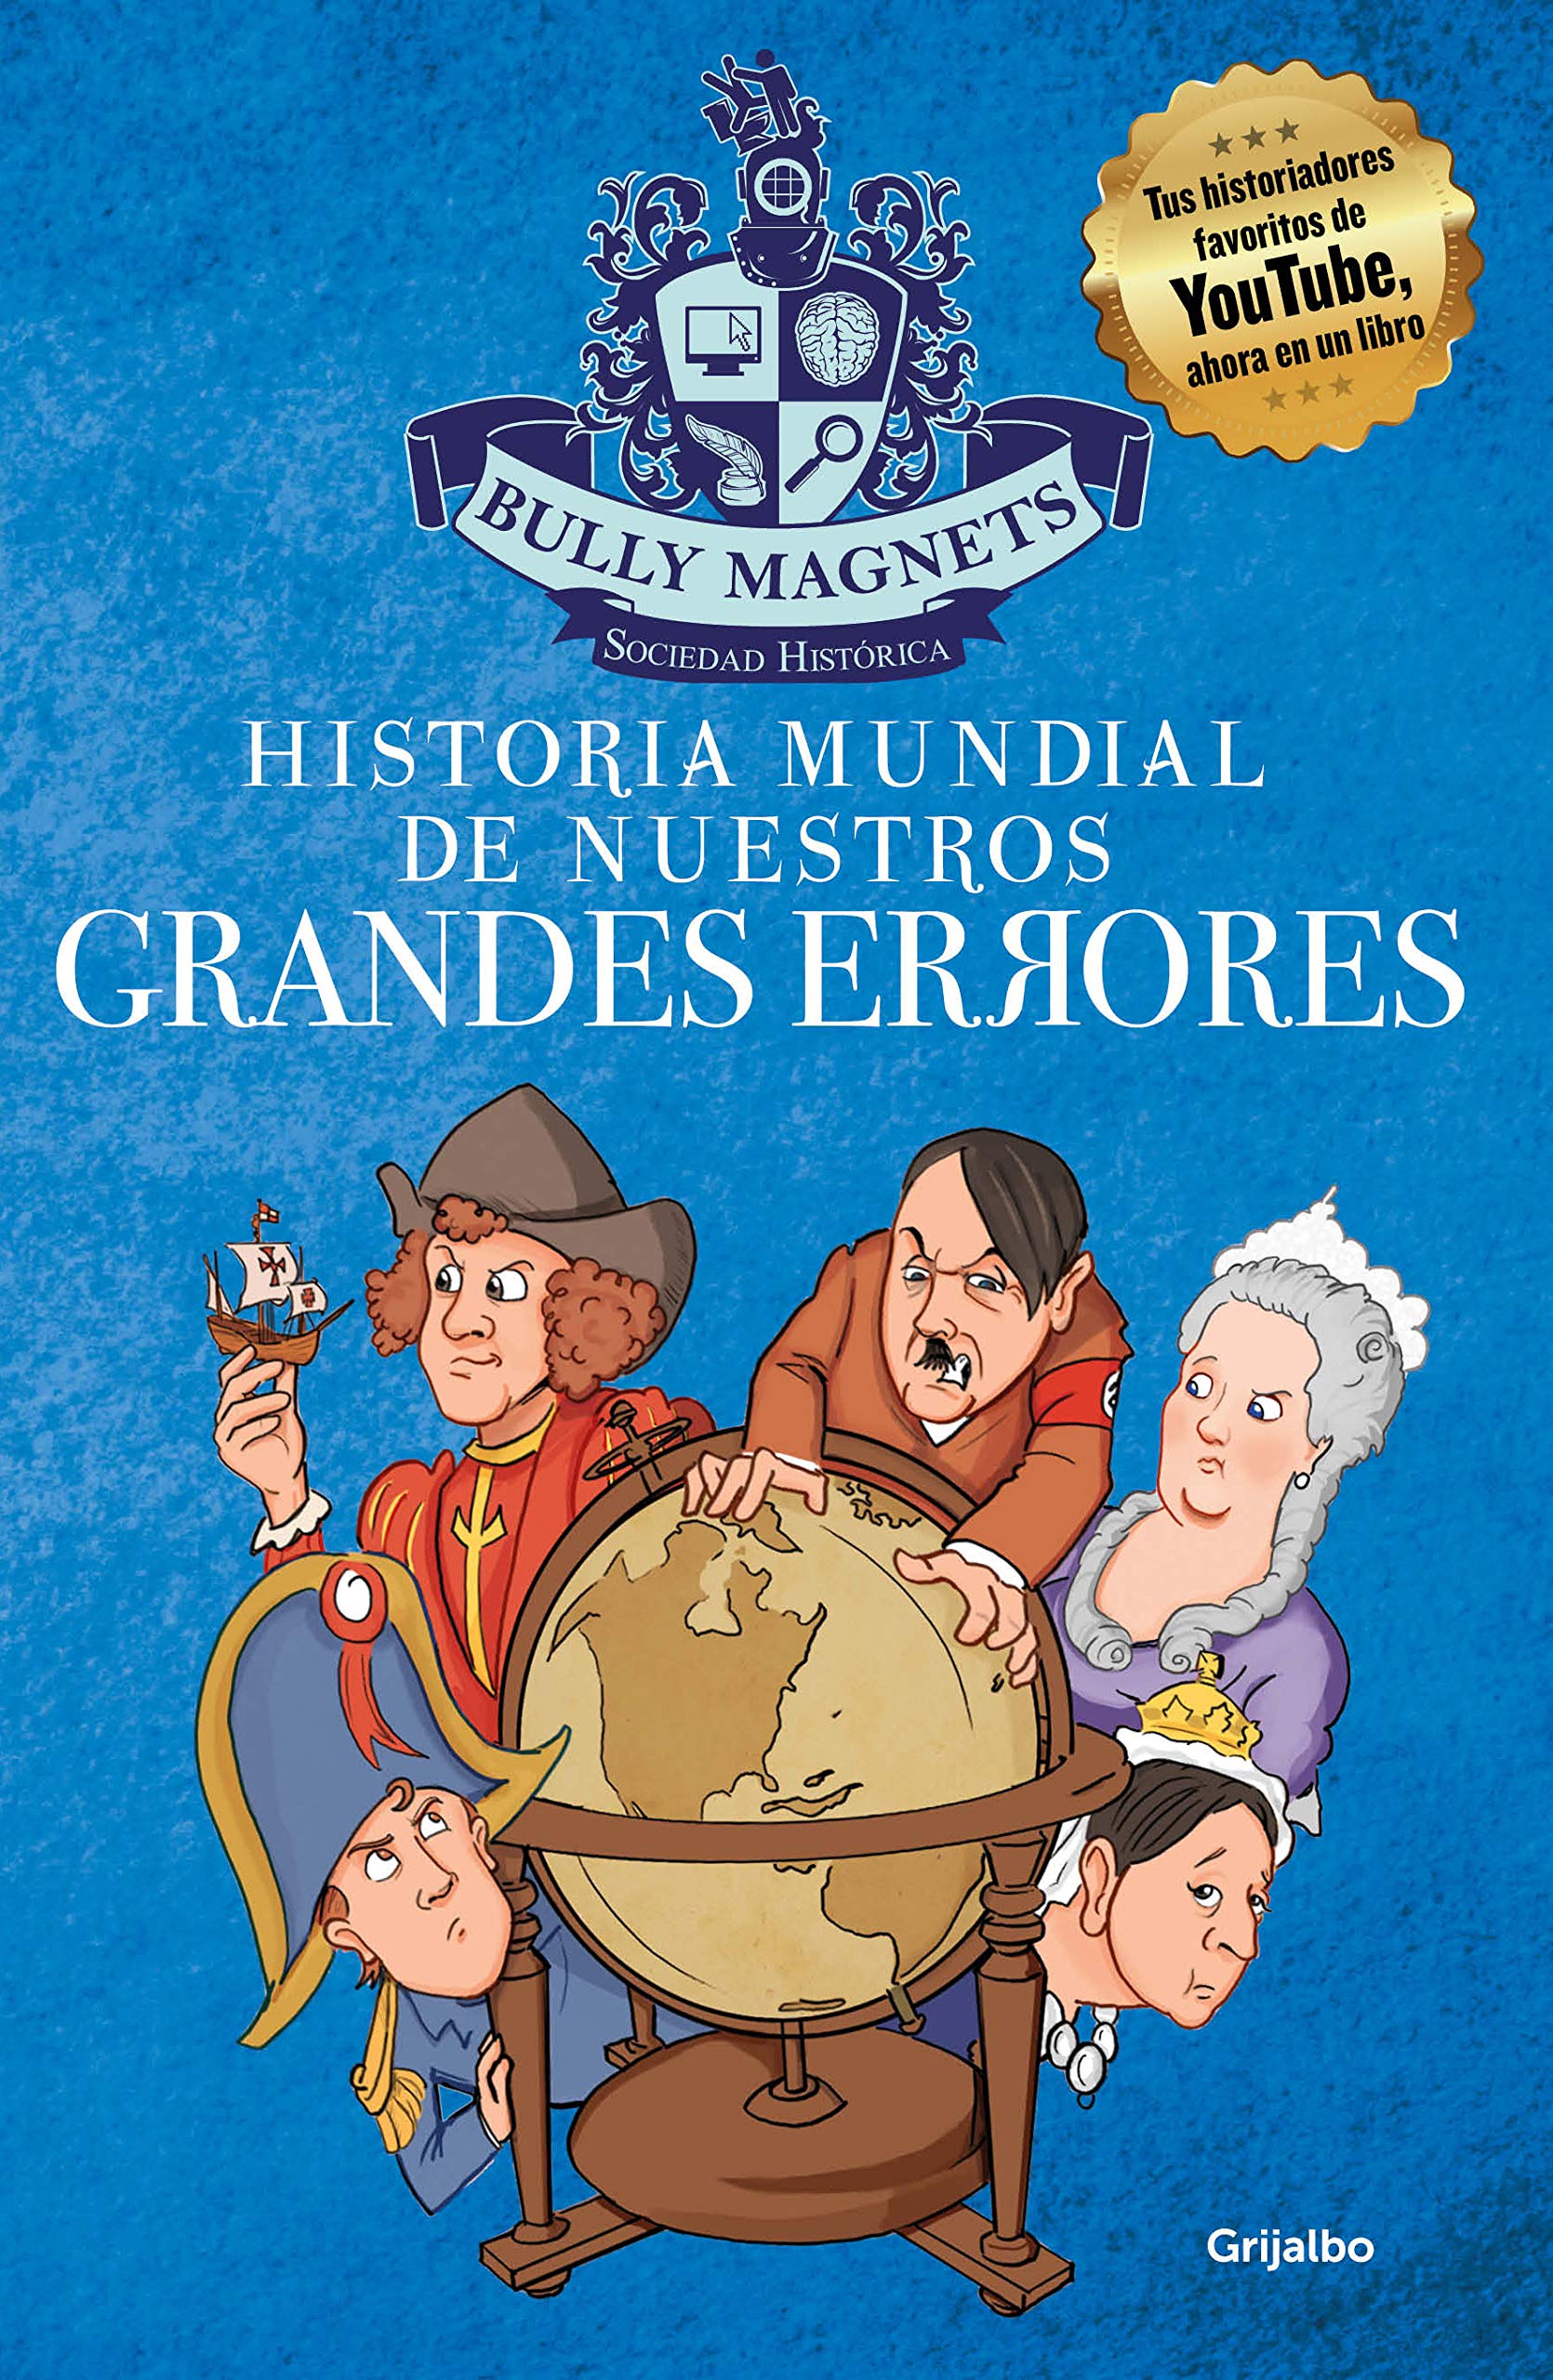 Tus historiadores
favoritos de
YouTube,
ahora en un libro
BULLY MAGNETS
SOCIEDAD HISTÓRICA
HISTORIA MUNDIAL
DE NUESTROS
GRANDES ERRORES
Grijalbo